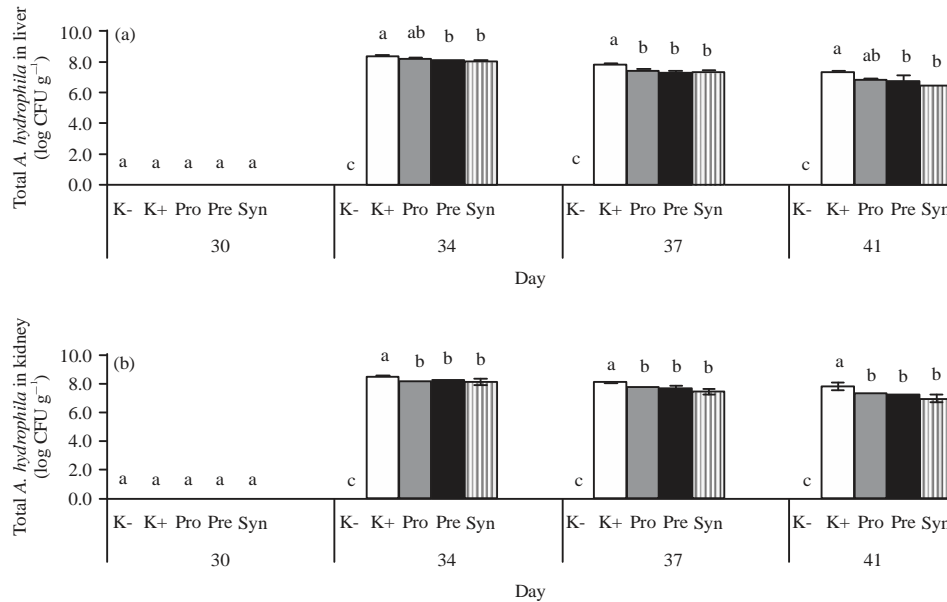 (a)
Total A. hydrophila in liver
(log CFU g⁻¹)
10.0
8.0
6.0
4.0
2.0
0.0
a a a a a
c a ab b b
c a b b b
c a ab b b
K- K+ Pro Pre Syn K- K+ Pro Pre Syn K- K+ Pro Pre Syn K- K+ Pro Pre Syn
30 34 37 41
Day
(b)
Total A. hydrophila in kidney
(log CFU g⁻¹)
10.0
8.0
6.0
4.0
2.0
0.0
a a a a a
c a b b b
c a b b b
c a b b b
K- K+ Pro Pre Syn K- K+ Pro Pre Syn K- K+ Pro Pre Syn K- K+ Pro Pre Syn
30 34 37 41
Day